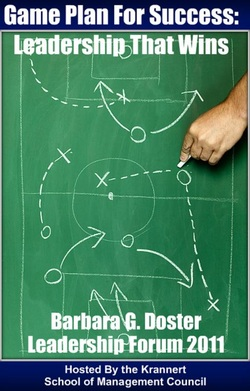 Game Plan For Success:
Leadership That Wins
Barbara G. Doster
Leadership Forum 2011
Hosted By the Krannert
School of Management Council